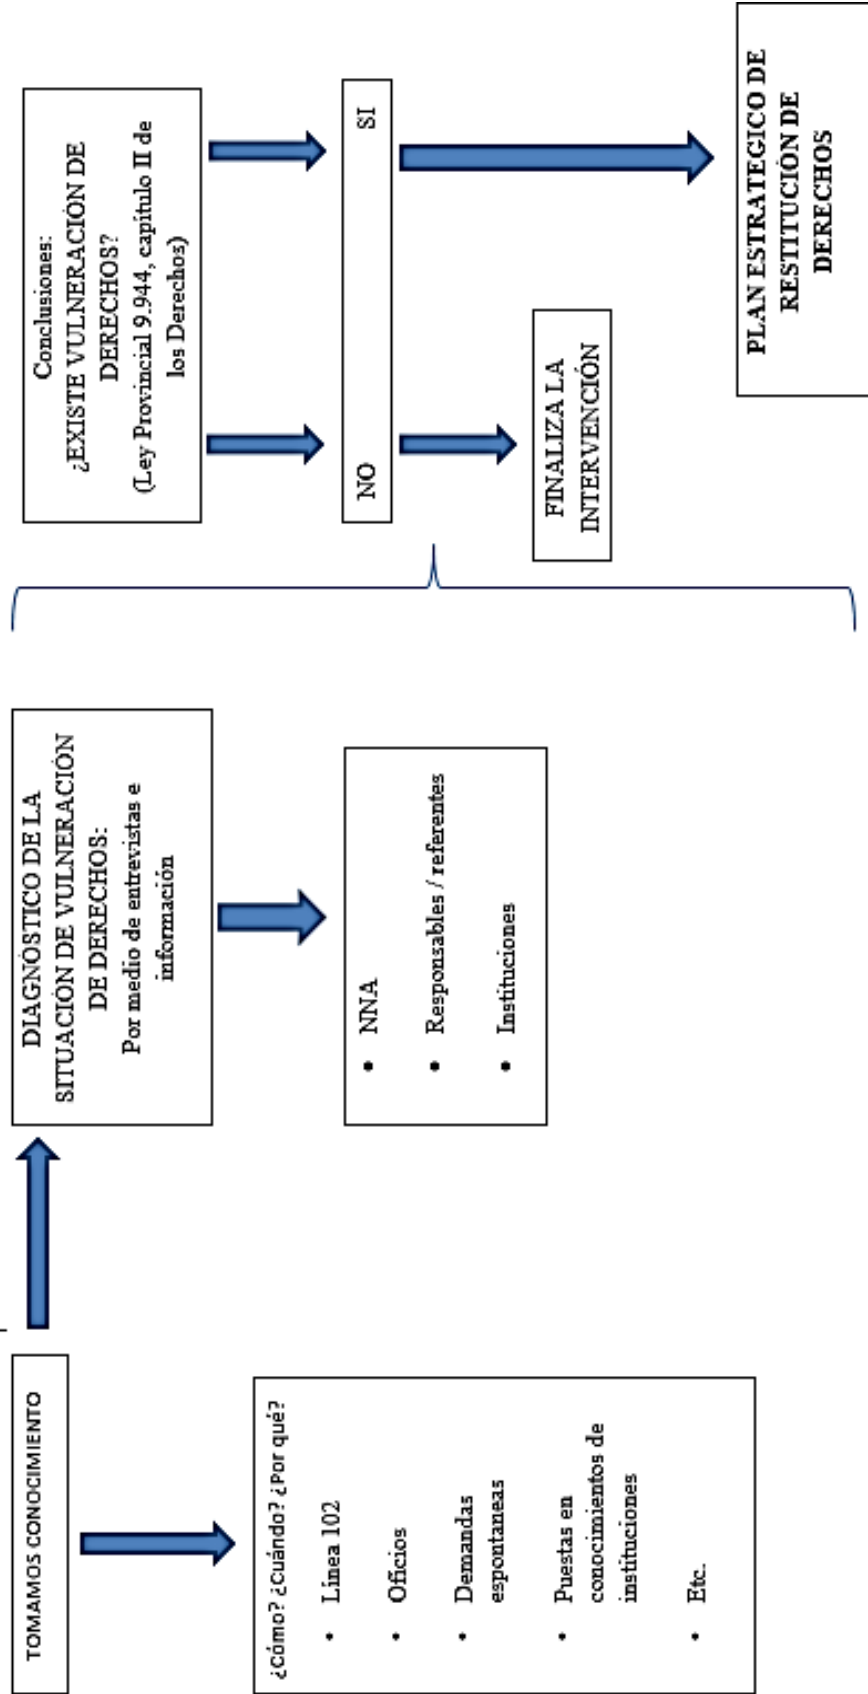 TOMAMOS CONOCIMIENTO
¿Cómo? ¿Cuándo? ¿Por qué?
• Línea 102
• Oficios
• Demandas
espontaneas
• Puestas en
conocimientos de
instituciones
• Etc.
DIAGNÓSTICO DE LA
SITUACIÓN DE VULNERACIÓN
DE DERECHOS:
Por medio de entrevistas e
información
• NNA
• Responsables / referentes
• Instituciones
Conclusiones:
¿EXISTE VULNERACIÓN DE
DERECHOS?
(Ley Provincial 9.944, capítulo II de
los Derechos)
NO SI
FINALIZA LA
INTERVENCIÓN
PLAN ESTRATEGICO DE
RESTITUCIÓN DE
DERECHOS